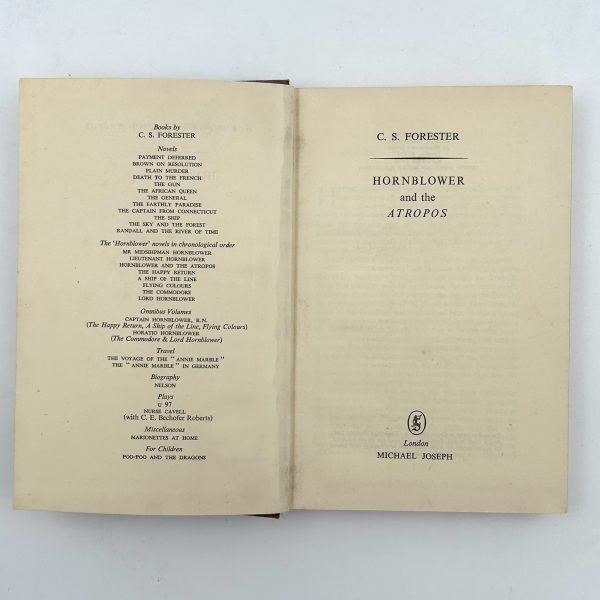 Books by
C. S. FORESTER
Novels
PAYMENT DEFERRED
BROWN ON RESOLUTION
PLAIN MURDER
DEATH TO THE FRENCH
THE GUN
THE AFRICAN QUEEN
THE GENERAL
THE EARTHLY PARADISE
THE CAPTAIN FROM CONNECTICUT
THE SHIP
THE SKY AND THE FOREST
RANDALL AND THE RIVER OF TIME
The 'Hornblower' novels in chronological order
MR MIDSHIPMAN HORNBLOWER
LIEUTENANT HORNBLOWER
HORNBLOWER AND THE ATROPOS
THE HAPPY RETURN
A SHIP OF THE LINE
FLYING COLOURS
THE COMMODORE
LORD HORNBLOWER
Omnibus Volumes
CAPTAIN HORNBLOWER, R.N.
(The Happy Return, A Ship of the Line, Flying Colours)
HORATIO HORNBLOWER
(The Commodore & Lord Hornblower)
Travel
THE VOYAGE OF THE "ANNIE MARBLE"
THE "ANNIE MARBLE" IN GERMANY
Biography
NELSON
Plays
U 97
NURSE CAVELL
(with C. E. Bechofer Roberts)
Miscellaneous
MARIONETTES AT HOME
For Children
POO-POO AND THE DRAGONS
C. S. FORESTER
HORNBLOWER
and the
ATROPOS
London
MICHAEL JOSEPH